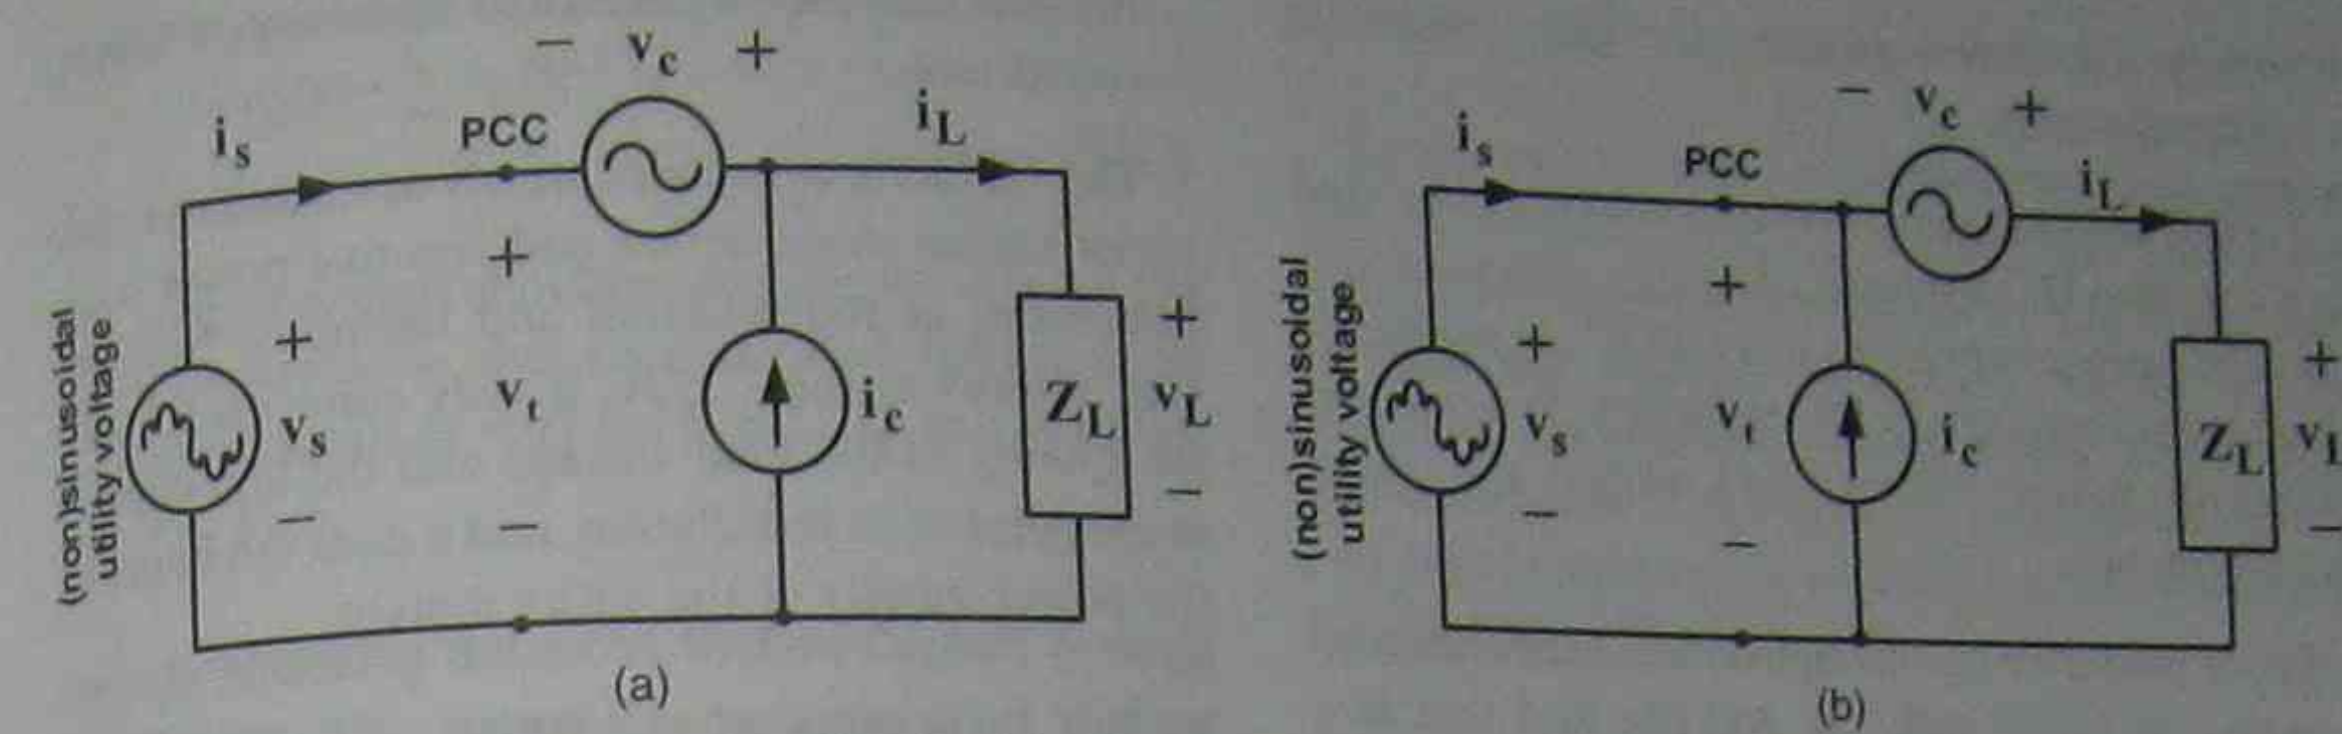 − v_c +
i_s
PCC
i_L
+
+
+
(non)sinusoidal
utility voltage
v_s
v_t
i_c
Z_L
v_L
−
−
−
(a)
− v_c +
i_s
PCC
i_L
+
+
+
(non)sinusoidal
utility voltage
v_s
v_t
i_c
Z_L
v_L
−
−
−
(b)